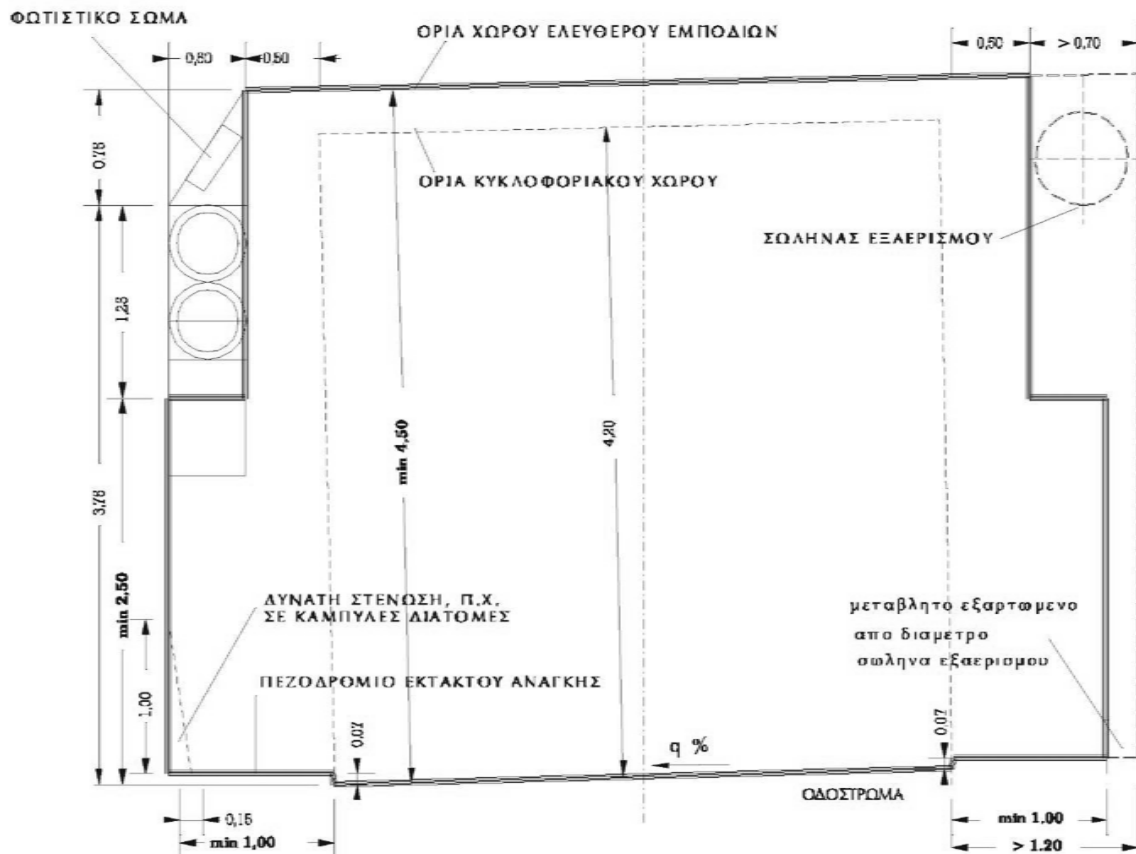 ΦΩΤΙΣΤΙΚΟ ΣΩΜΑ
ΟΡΙΑ ΧΩΡΟΥ ΕΛΕΥΘΕΡΟΥ ΕΜΠΟΔΙΩΝ
0,80
0,50
0,50
> 0,70
0,78
ΟΡΙΑ ΚΥΚΛΟΦΟΡΙΑΚΟΥ ΧΩΡΟΥ
ΣΩΛΗΝΑΣ ΕΞΑΕΡΙΣΜΟΥ
1,28
min 4,50
4,20
3,78
min 2,50
ΔΥΝΑΤΗ ΣΤΕΝΩΣΗ, Π.Χ.
ΣΕ ΚΑΜΠΥΛΕΣ ΔΙΑΤΟΜΕΣ
μεταβλητο εξαρτωμενο
απο διαμετρο
σωληνα εξαερισμου
1,00
ΠΕΖΟΔΡΟΜΙΟ ΕΚΤΑΚΤΟΥ ΑΝΑΓΚΗΣ
0,07
q %
0,07
ΟΔΟΣΤΡΩΜΑ
0,15
min 1,00
min 1,00
> 1.20